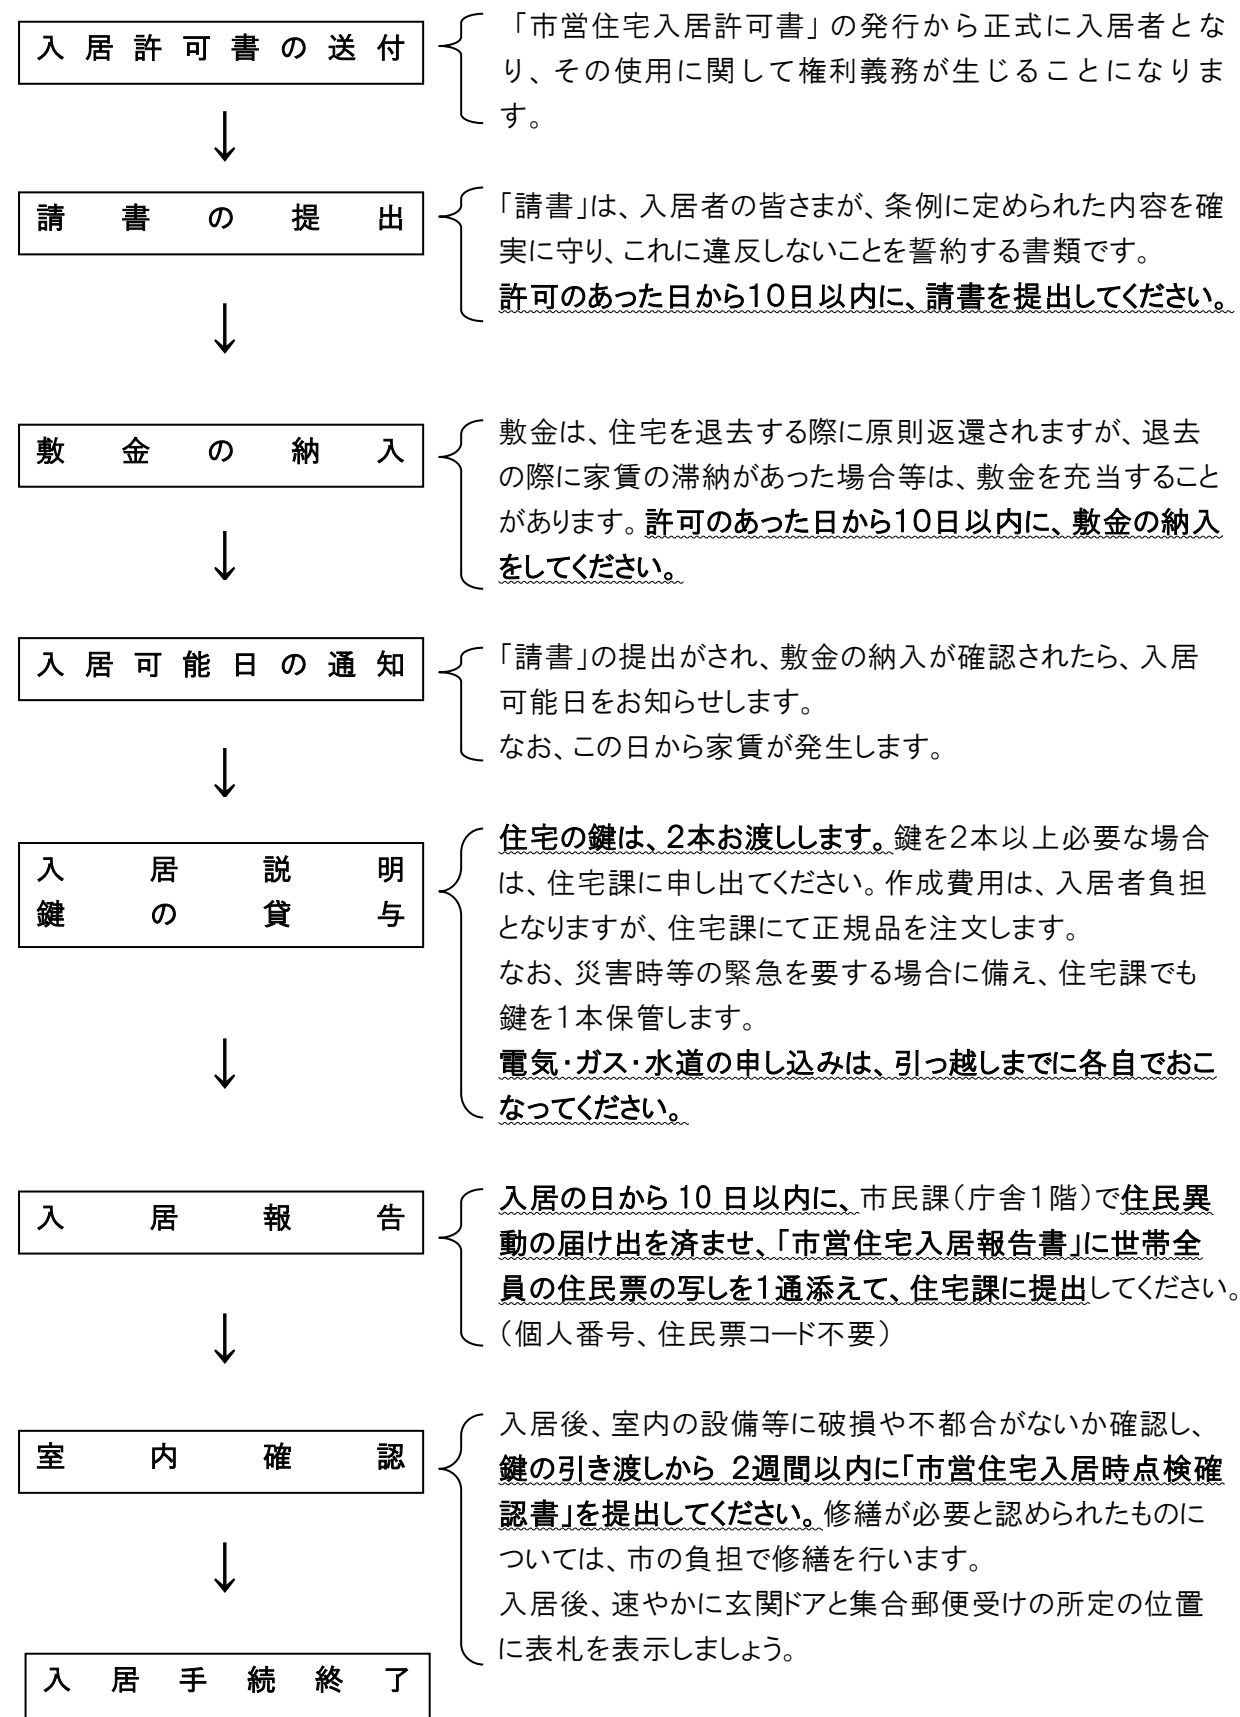 入居許可書の送付
「市営住宅入居許可書」の発行から正式に入居者とな
り、その使用に関して権利義務が生じることになりま
す。
↓
請書の提出
「請書」は、入居者の皆さまが、条例に定められた内容を確
実に守り、これに違反しないことを誓約する書類です。
許可のあった日から10日以内に、請書を提出してください。
↓
敷金の納入
敷金は、住宅を退去する際に原則返還されますが、退去
の際に家賃の滞納があった場合等は、敷金を充当すること
があります。許可のあった日から10日以内に、敷金の納入
をしてください。
↓
入居可能日の通知
「請書」の提出がされ、敷金の納入が確認されたら、入居
可能日をお知らせします。
なお、この日から家賃が発生します。
↓
入居説明
鍵の貸与
住宅の鍵は、2本お渡しします。鍵を2本以上必要な場合
は、住宅課に申し出てください。作成費用は、入居者負担
となりますが、住宅課にて正規品を注文します。
なお、災害時等の緊急を要する場合に備え、住宅課でも
鍵を1本保管します。
電気・ガス・水道の申し込みは、引っ越しまでに各自でおこ
なってください。
↓
入居報告
入居の日から 10 日以内に、市民課(庁舎1階)で住民異
動の届け出を済ませ、「市営住宅入居報告書」に世帯全
員の住民票の写しを1通添えて、住宅課に提出してください。
(個人番号、住民票コード不要)
↓
室内確認
入居後、室内の設備等に破損や不都合がないか確認し、
鍵の引き渡しから 2週間以内に「市営住宅入居時点検確
認書」を提出してください。修繕が必要と認められたものに
ついては、市の負担で修繕を行います。
入居後、速やかに玄関ドアと集合郵便受けの所定の位置
に表札を表示しましょう。
↓
入居手続終了